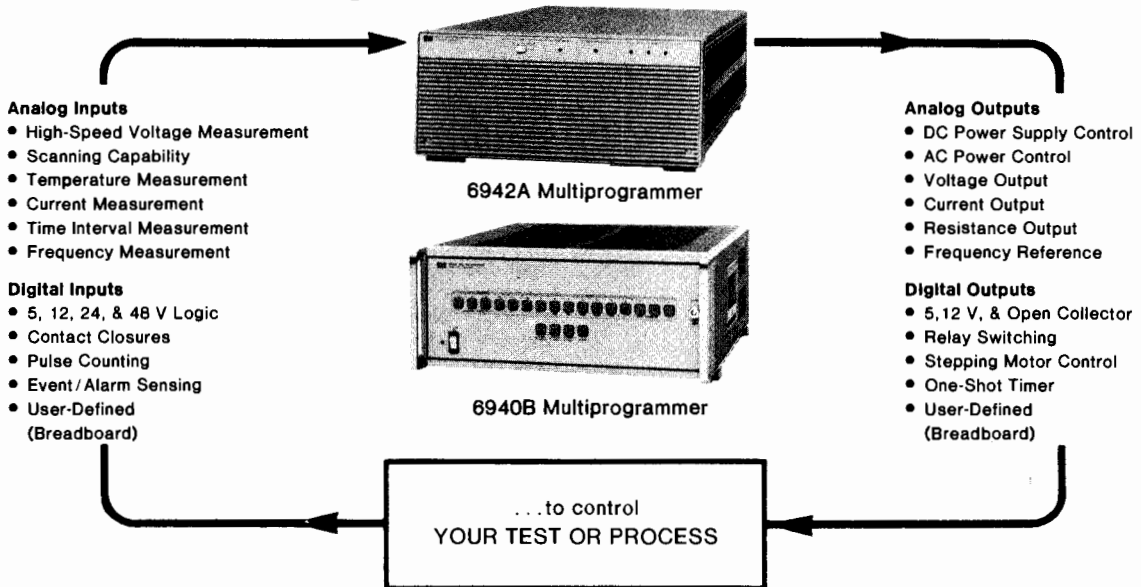 Analog Inputs
• High-Speed Voltage Measurement
• Scanning Capability
• Temperature Measurement
• Current Measurement
• Time Interval Measurement
• Frequency Measurement
Digital Inputs
• 5, 12, 24, & 48 V Logic
• Contact Closures
• Pulse Counting
• Event/Alarm Sensing
• User-Defined
(Breadboard)
6942A Multiprogrammer
6940B Multiprogrammer
Analog Outputs
• DC Power Supply Control
• AC Power Control
• Voltage Output
• Current Output
• Resistance Output
• Frequency Reference
Digital Outputs
• 5,12 V, & Open Collector
• Relay Switching
• Stepping Motor Control
• One-Shot Timer
• User-Defined
(Breadboard)
...to control
YOUR TEST OR PROCESS